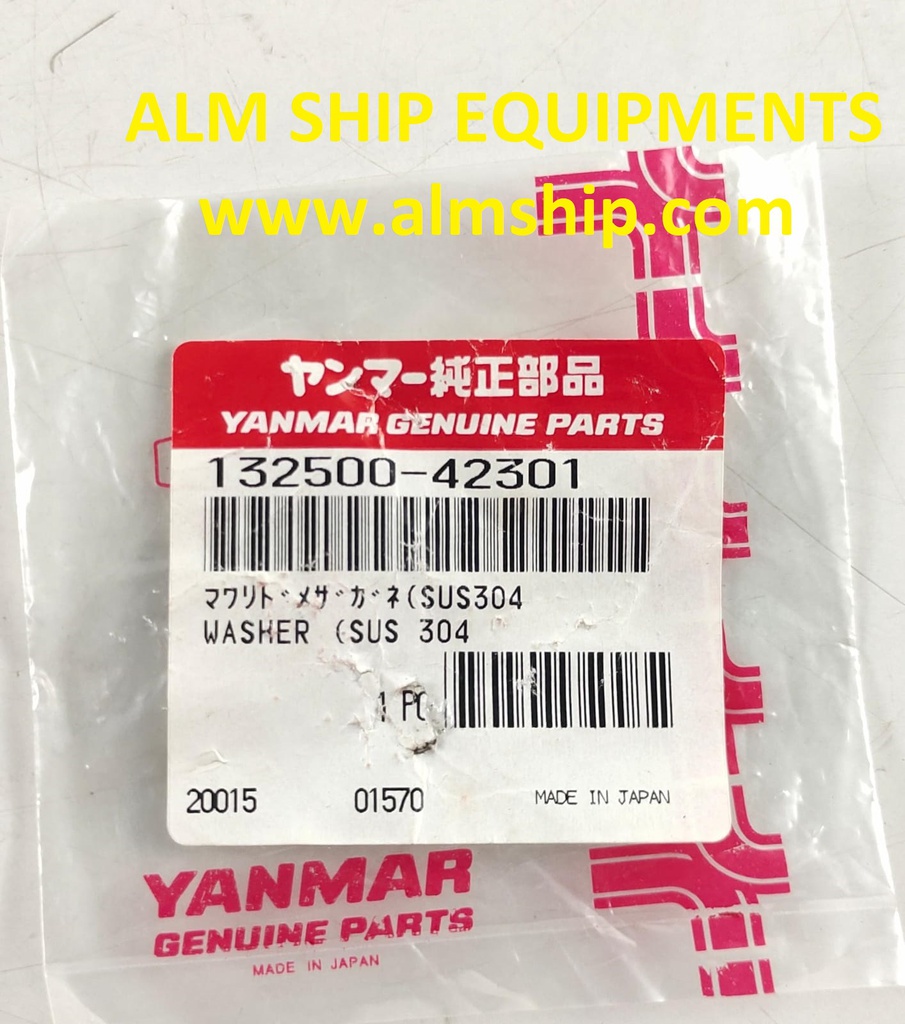 ALM SHIP EQUIPMENTS
www.almship.com
ヤンマー純正部品
YANMAR GENUINE PARTS
132500-42301
ﾏﾜﾘﾄﾞﾒｻﾞｶﾞﾈ(SUS304
WASHER (SUS 304
1 PC
20015 01570 MADE IN JAPAN
YANMAR
GENUINE PARTS
MADE IN JAPAN